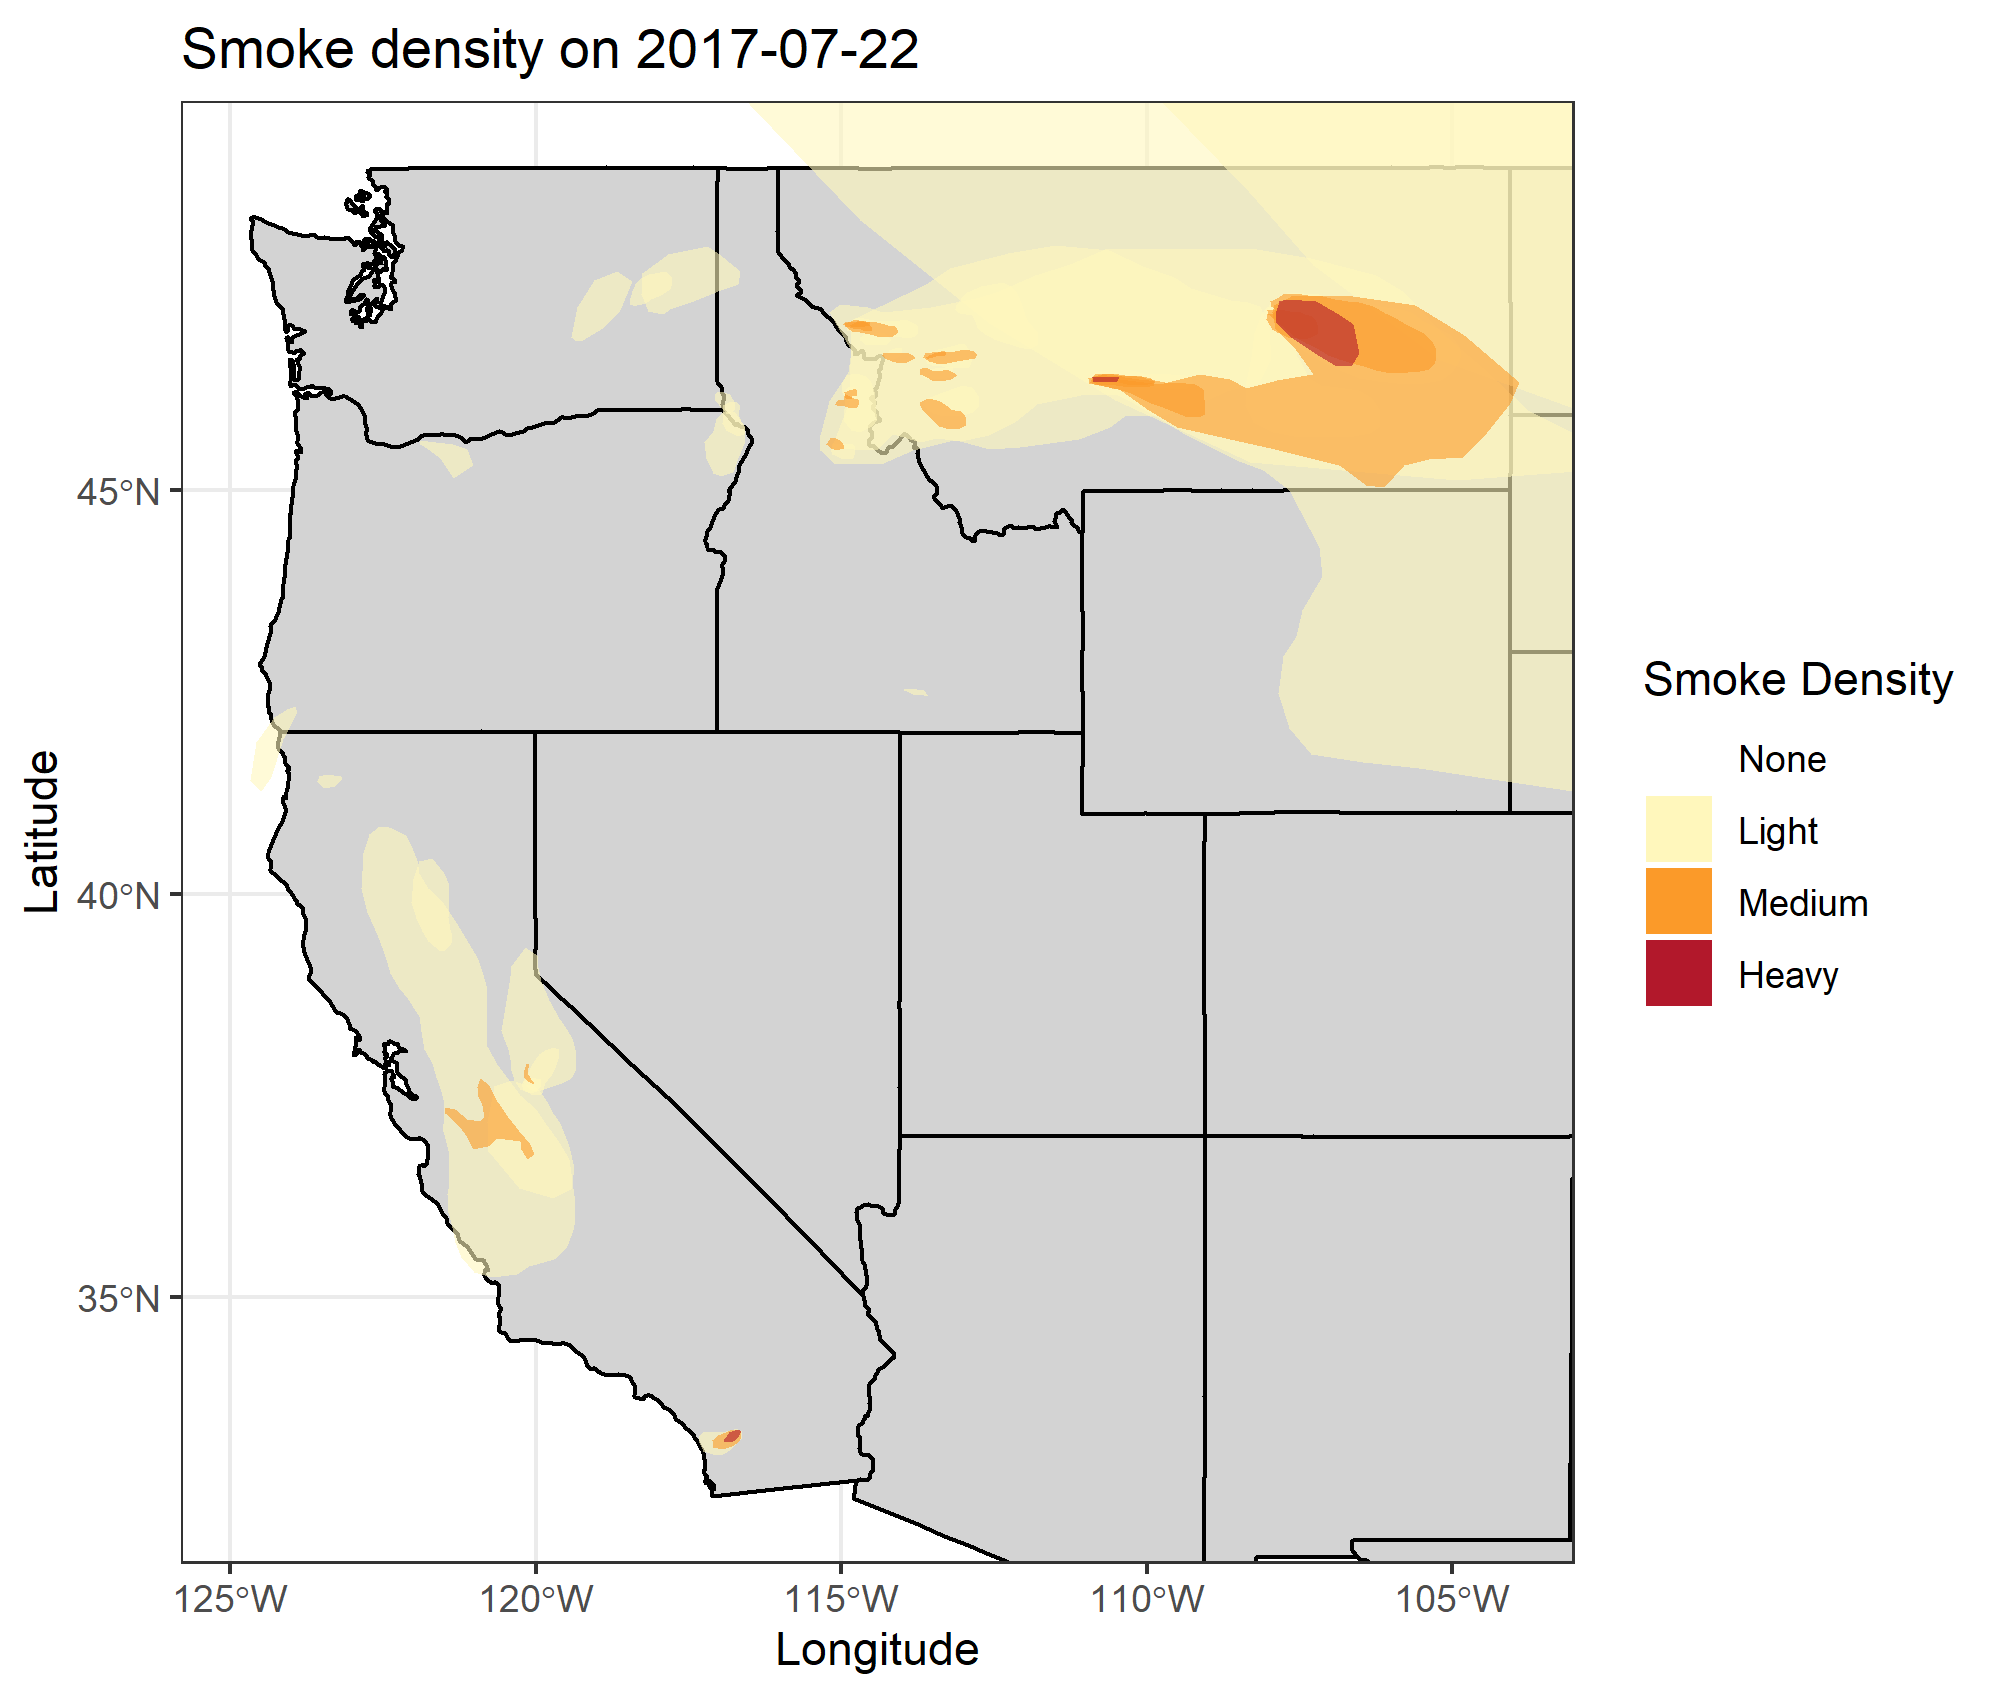 Smoke density on 2017-07-22
45°N
40°N
35°N
Latitude
125°W
120°W
115°W
110°W
105°W
Longitude
Smoke Density
None
Light
Medium
Heavy